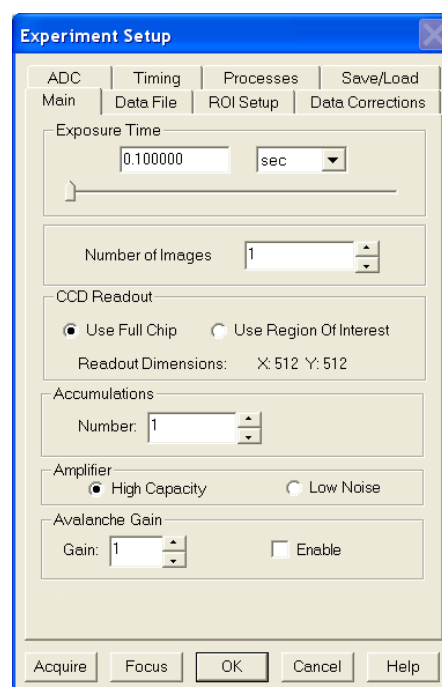 Experiment Setup
ADC Timing Processes Save/Load
Main Data File ROI Setup Data Corrections
Exposure Time
0.100000 sec
Number of Images 1
CCD Readout
Use Full Chip Use Region Of Interest
Readout Dimensions: X: 512 Y: 512
Accumulations
Number: 1
Amplifier
High Capacity Low Noise
Avalanche Gain
Gain: 1 Enable
Acquire Focus OK Cancel Help